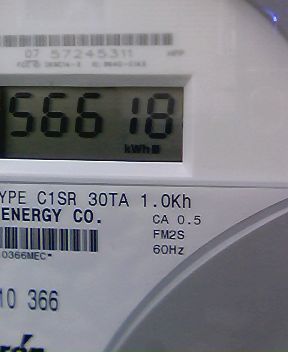 07 57245311
56618
kWh
YPE C1SR 30TA 1.0Kh
ENERGY CO.
CA 0.5
FM2S
60Hz
0366MEC*
10 366